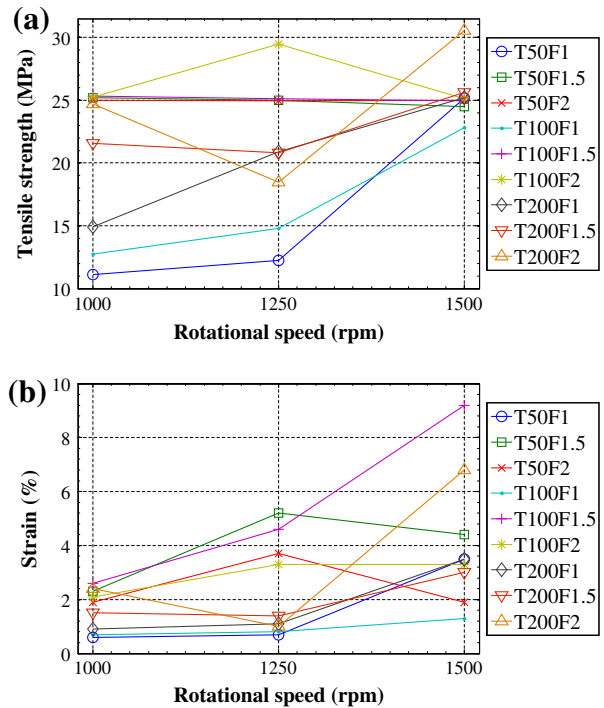 (a)
Tensile strength (MPa)
30
25
20
15
10
1000 1250 1500
Rotational speed (rpm)
T50F1
T50F1.5
T50F2
T100F1
T100F1.5
T100F2
T200F1
T200F1.5
T200F2
(b)
Strain (%)
10
8
6
4
2
0
1000 1250 1500
Rotational speed (rpm)
T50F1
T50F1.5
T50F2
T100F1
T100F1.5
T100F2
T200F1
T200F1.5
T200F2